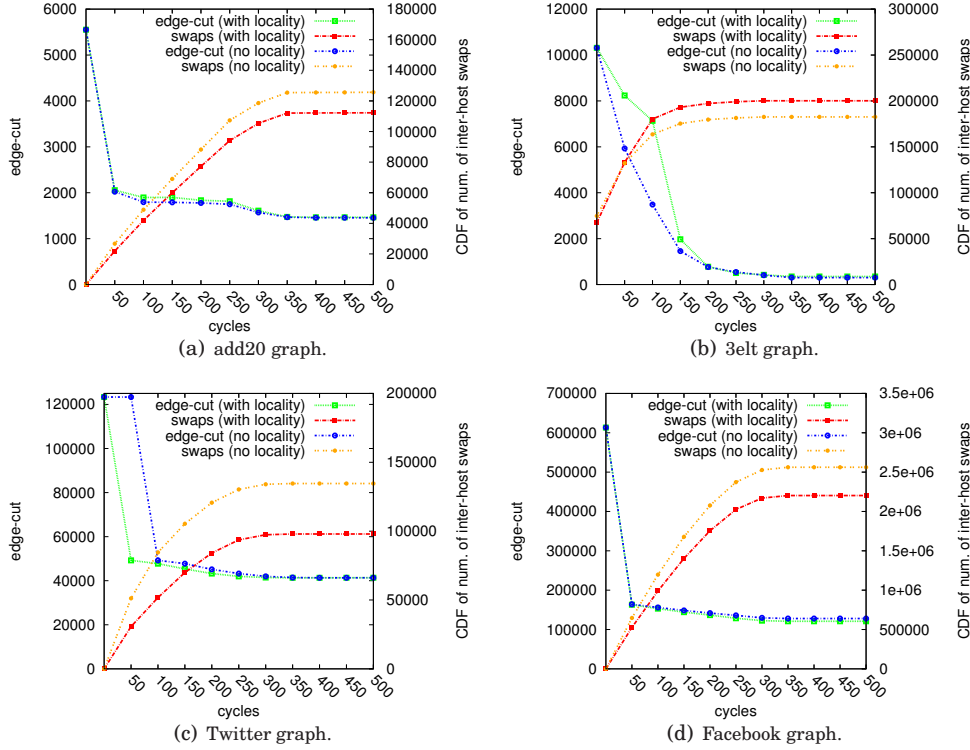 6000
5000
4000
3000
2000
1000
0
edge-cut
edge-cut (with locality)
swaps (with locality)
edge-cut (no locality)
swaps (no locality)
180000
160000
140000
120000
100000
80000
60000
40000
20000
0
CDF of num. of inter-host swaps
50 100 150 200 250 300 350 400 450 500
cycles
(a) add20 graph.
12000
10000
8000
6000
4000
2000
0
edge-cut
edge-cut (with locality)
swaps (with locality)
edge-cut (no locality)
swaps (no locality)
300000
250000
200000
150000
100000
50000
0
CDF of num. of inter-host swaps
50 100 150 200 250 300 350 400 450 500
cycles
(b) 3elt graph.
120000
100000
80000
60000
40000
20000
0
edge-cut
edge-cut (with locality)
swaps (with locality)
edge-cut (no locality)
swaps (no locality)
200000
150000
100000
50000
0
CDF of num. of inter-host swaps
50 100 150 200 250 300 350 400 450 500
cycles
(c) Twitter graph.
700000
600000
500000
400000
300000
200000
100000
0
edge-cut
edge-cut (with locality)
swaps (with locality)
edge-cut (no locality)
swaps (no locality)
3.5e+06
3e+06
2.5e+06
2e+06
1.5e+06
1e+06
500000
0
CDF of num. of inter-host swaps
50 100 150 200 250 300 350 400 450 500
cycles
(d) Facebook graph.